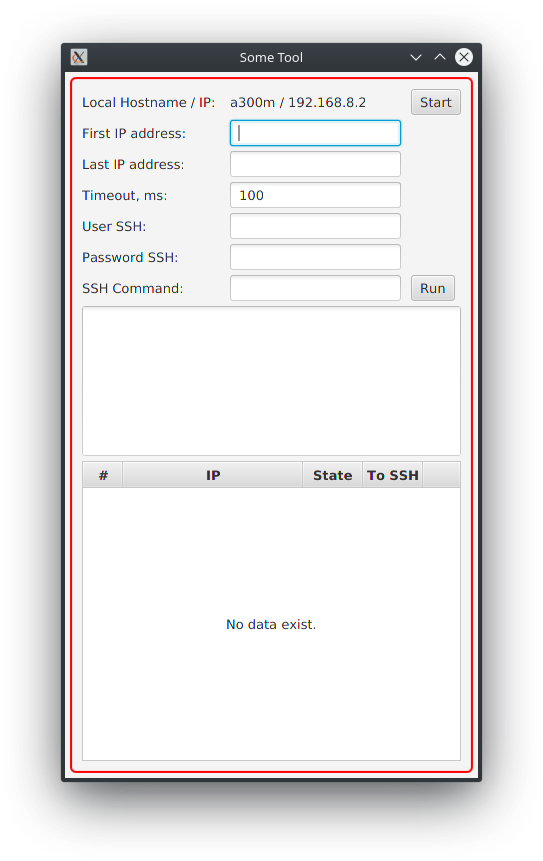 Some Tool
Local Hostname / IP: a300m / 192.168.8.2 Start
First IP address:
Last IP address:
Timeout, ms: 100
User SSH:
Password SSH:
SSH Command: Run
# IP State To SSH
No data exist.